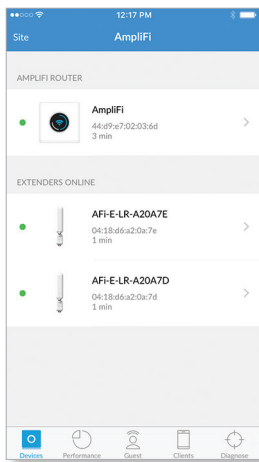 12:17 PM
Site AmpliFi
AMPLIFI ROUTER
AmpliFi
44:d9:e7:02:03:6d
3 min
EXTENDERS ONLINE
AFi-E-LR-A20A7E
04:18:d6:a2:0a:7e
1 min
AFi-E-LR-A20A7D
04:18:d6:a2:0a:7d
1 min
Devices Performance Guest Clients Diagnose